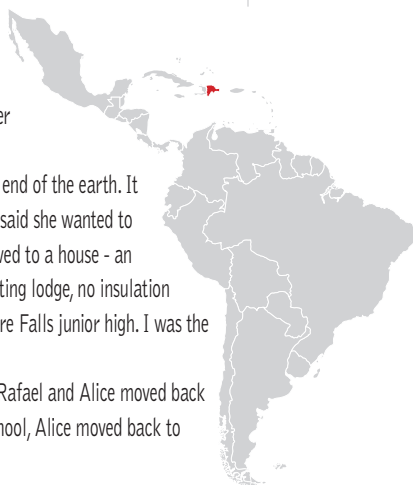 er
end of the earth. It
said she wanted to
ved to a house - an
ting lodge, no insulation
re Falls junior high. I was the
Rafael and Alice moved back
hool, Alice moved back to